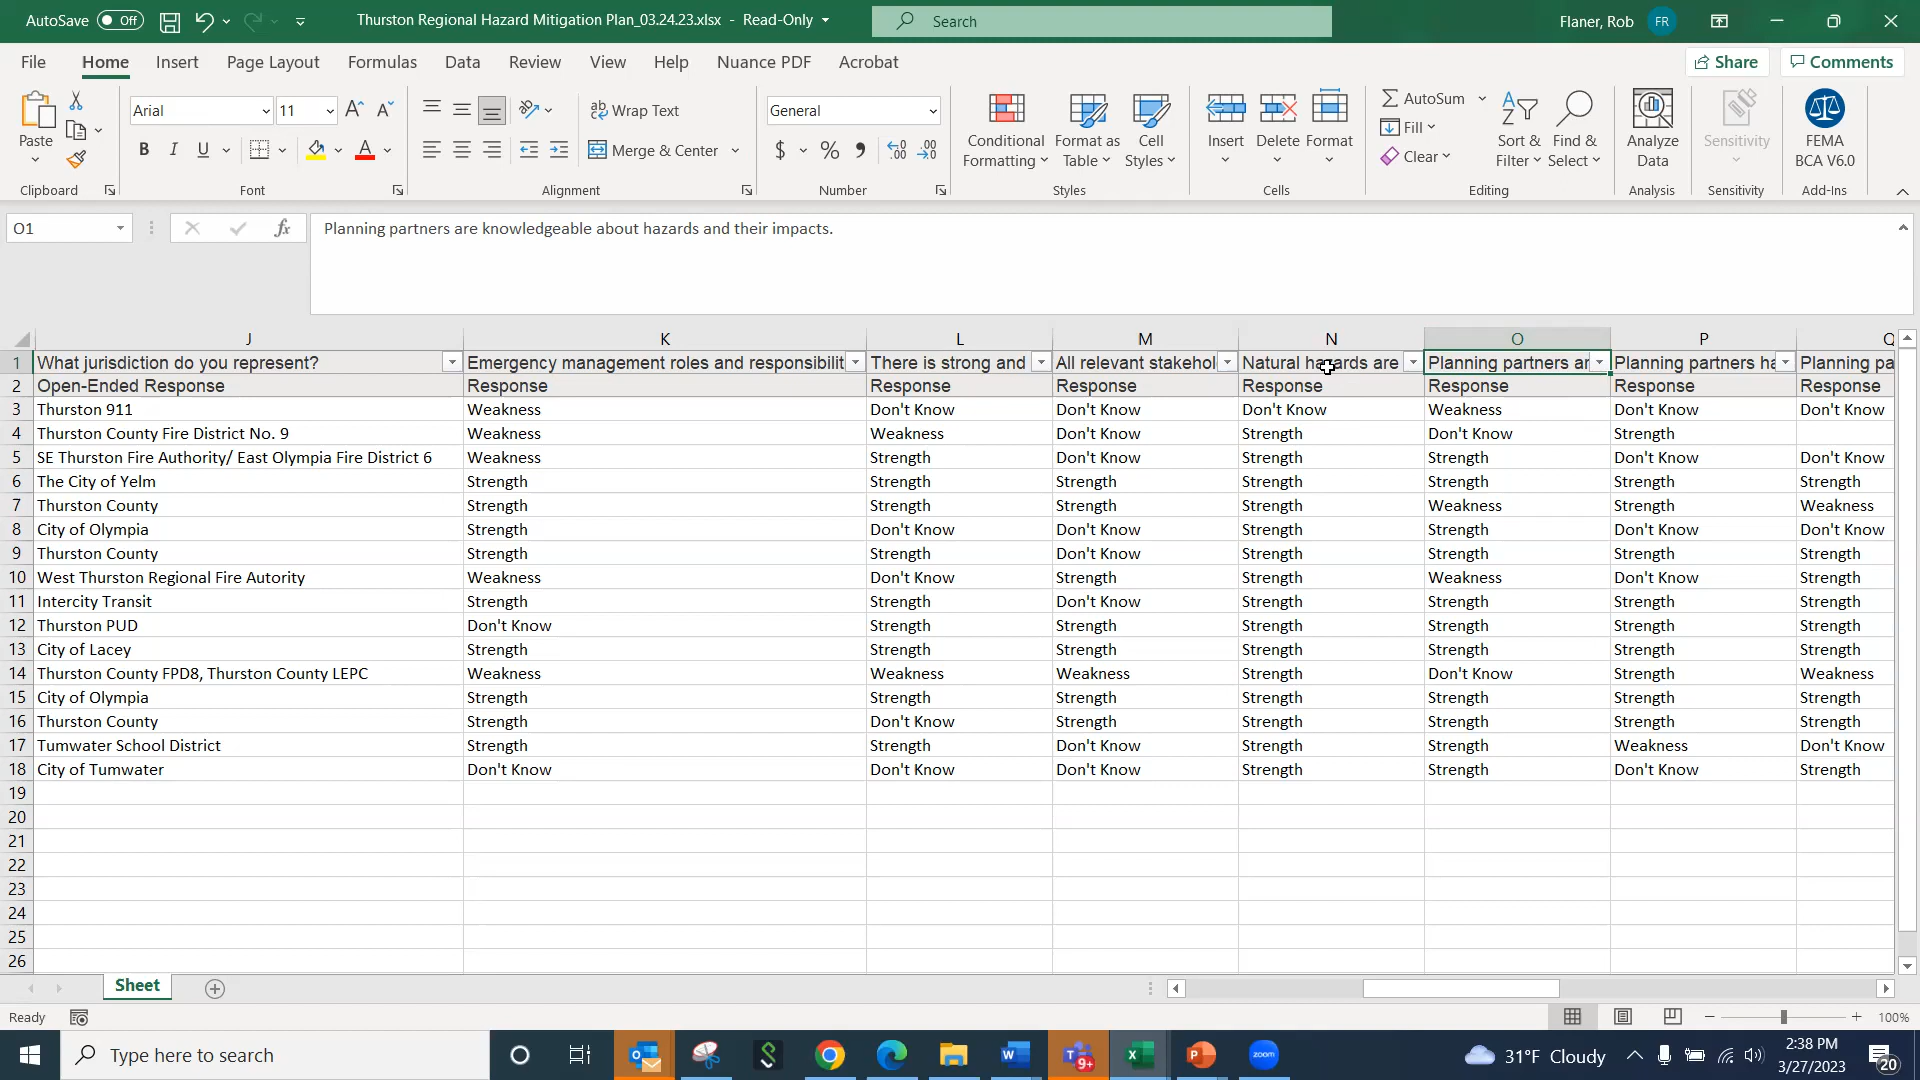 AutoSave Off Thurston Regional Hazard Mitigation Plan_03.24.23.xlsx - Read-Only Search Flaner, Rob FR
File Home Insert Page Layout Formulas Data Review View Help Nuance PDF Acrobat Share Comments
Arial 11 Wrap Text General AutoSum
Paste Conditional Format as Cell Insert Delete Format Fill Sort & Find & Analyze Sensitivity FEMA
B I U A Merge & Center $ % Formatting Table Styles Clear Filter Select Data BCA V6.0
Clipboard Font Alignment Number Styles Cells Editing Analysis Sensitivity Add-Ins
O1 fx Planning partners are knowledgeable about hazards and their impacts.
J K L M N O P Q
1 What jurisdiction do you represent? Emergency management roles and responsibilit There is strong and All relevant stakehol Natural hazards are Planning partners ar Planning partners ha Planning pa
2 Open-Ended Response Response Response Response Response Response Response Response
3 Thurston 911 Weakness Don't Know Don't Know Don't Know Weakness Don't Know Don't Know
4 Thurston County Fire District No. 9 Weakness Weakness Don't Know Strength Don't Know Strength
5 SE Thurston Fire Authority/ East Olympia Fire District 6 Weakness Strength Don't Know Strength Strength Don't Know Don't Know
6 The City of Yelm Strength Strength Strength Strength Strength Strength Strength
7 Thurston County Strength Strength Strength Strength Weakness Strength Weakness
8 City of Olympia Strength Don't Know Don't Know Strength Strength Don't Know Don't Know
9 Thurston County Strength Strength Don't Know Strength Strength Strength Strength
10 West Thurston Regional Fire Autority Weakness Don't Know Strength Strength Weakness Don't Know Strength
11 Intercity Transit Strength Strength Don't Know Strength Strength Strength Strength
12 Thurston PUD Don't Know Strength Strength Strength Strength Strength Strength
13 City of Lacey Strength Strength Strength Strength Strength Strength Strength
14 Thurston County FPD8, Thurston County LEPC Weakness Weakness Weakness Strength Don't Know Strength Weakness
15 City of Olympia Strength Strength Strength Strength Strength Strength Strength
16 Thurston County Strength Don't Know Strength Strength Strength Strength Strength
17 Tumwater School District Strength Strength Don't Know Strength Strength Weakness Don't Know
18 City of Tumwater Don't Know Don't Know Don't Know Strength Strength Don't Know Strength
19
20
21
22
23
24
25
26
Sheet
Ready 100%
Type here to search 9+ zoom 31°F Cloudy 2:38 PM
3/27/2023 20